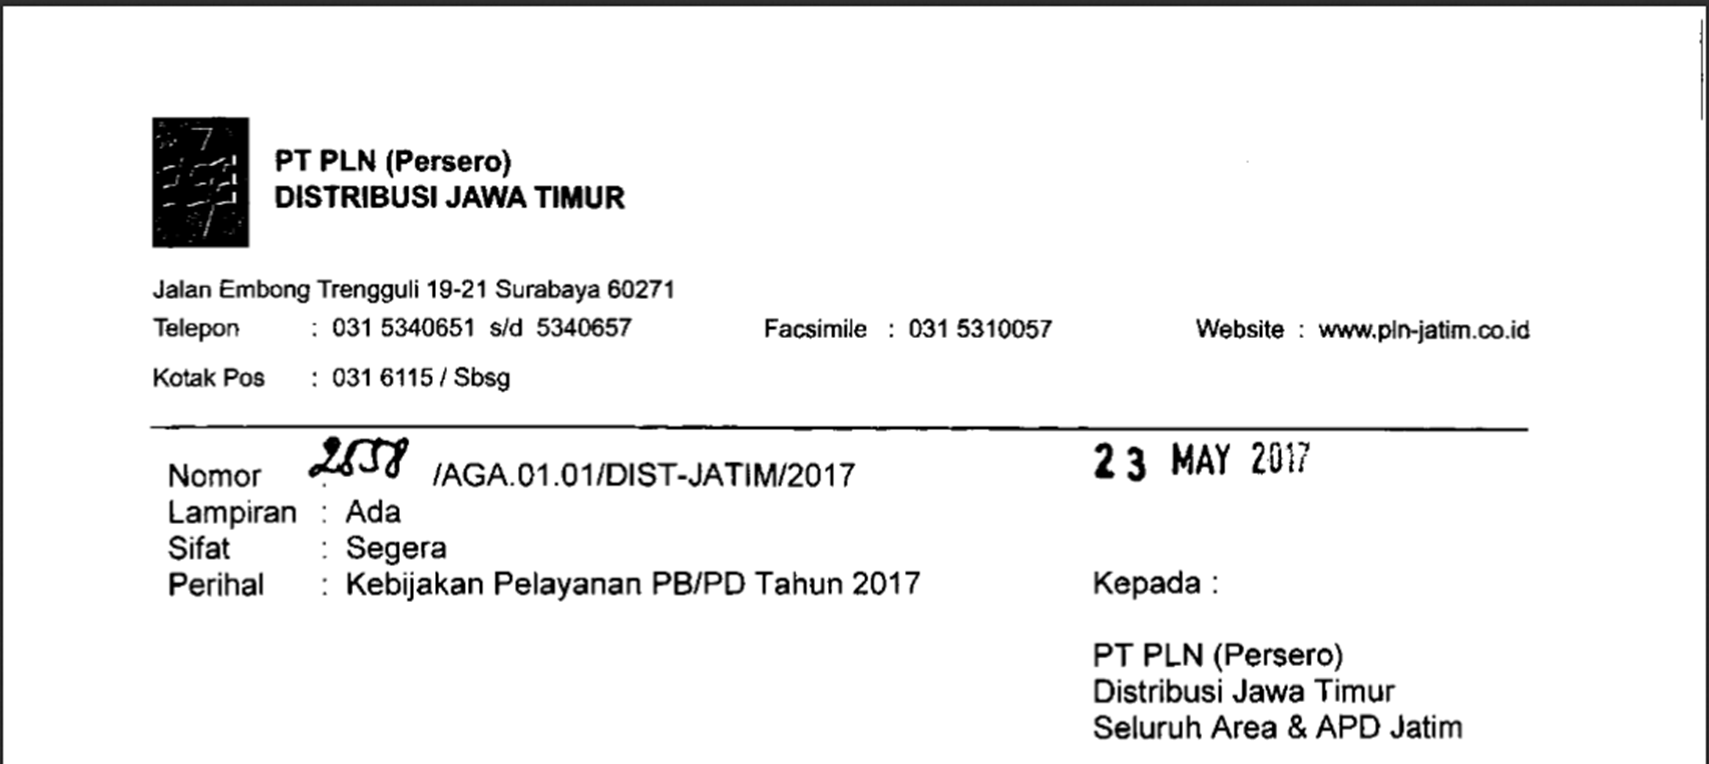 PT PLN (Persero)
DISTRIBUSI JAWA TIMUR
Jalan Embong Trengguli 19-21 Surabaya 60271
Telepon : 031 5340651 s/d 5340657 Facsimile : 031 5310057 Website : www.pln-jatim.co.id
Kotak Pos : 031 6115 / Sbsg
Nomor : 2558 /AGA.01.01/DIST-JATIM/2017 23 MAY 2017
Lampiran : Ada
Sifat : Segera
Perihal : Kebijakan Pelayanan PB/PD Tahun 2017 Kepada :
PT PLN (Persero)
Distribusi Jawa Timur
Seluruh Area & APD Jatim